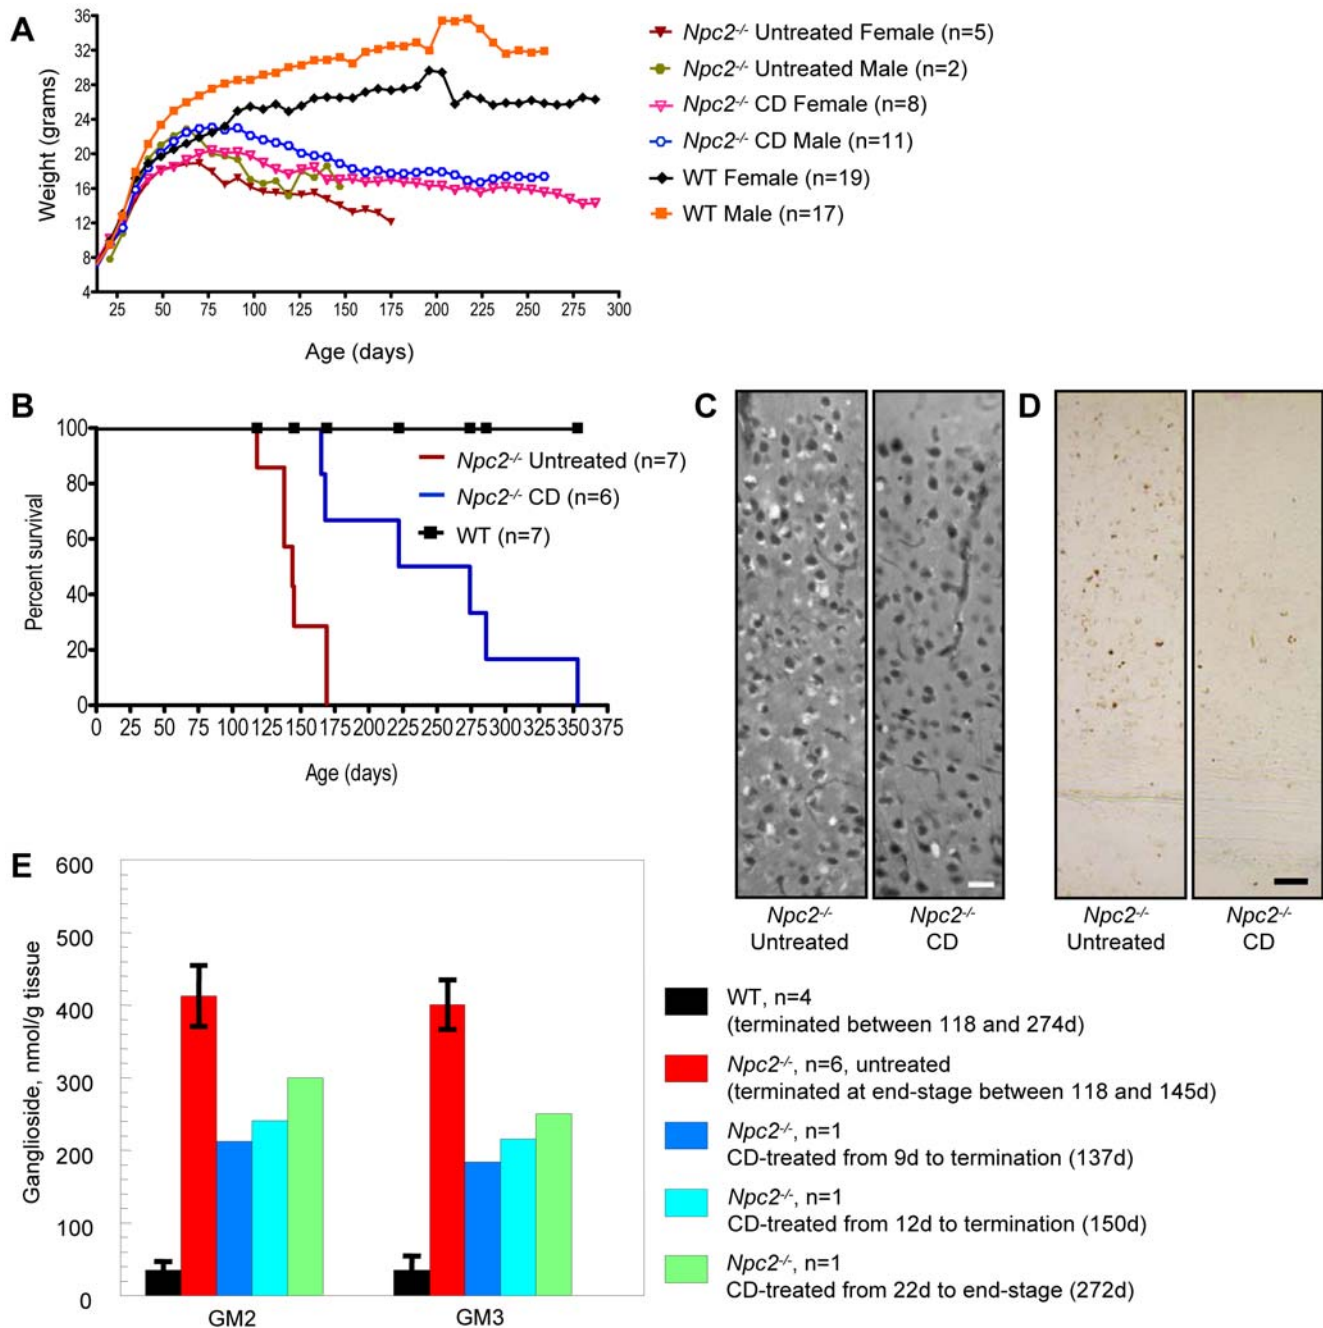 A
Weight (grams)
36
32
28
24
20
16
12
8
4
25 50 75 100 125 150 175 200 225 250 275 300
Age (days)
Npc2-/- Untreated Female (n=5)
Npc2-/- Untreated Male (n=2)
Npc2-/- CD Female (n=8)
Npc2-/- CD Male (n=11)
WT Female (n=19)
WT Male (n=17)
B
Percent survival
100
80
60
40
20
0
0 25 50 75 100 125 150 175 200 225 250 275 300 325 350 375
Age (days)
Npc2-/- Untreated (n=7)
Npc2-/- CD (n=6)
WT (n=7)
C
Npc2-/-
Untreated
Npc2-/-
CD
D
Npc2-/-
Untreated
Npc2-/-
CD
E
Ganglioside, nmol/g tissue
600
500
400
300
200
100
0
GM2 GM3
WT, n=4
(terminated between 118 and 274d)
Npc2-/-, n=6, untreated
(terminated at end-stage between 118 and 145d)
Npc2-/-, n=1
CD-treated from 9d to termination (137d)
Npc2-/-, n=1
CD-treated from 12d to termination (150d)
Npc2-/-, n=1
CD-treated from 22d to end-stage (272d)